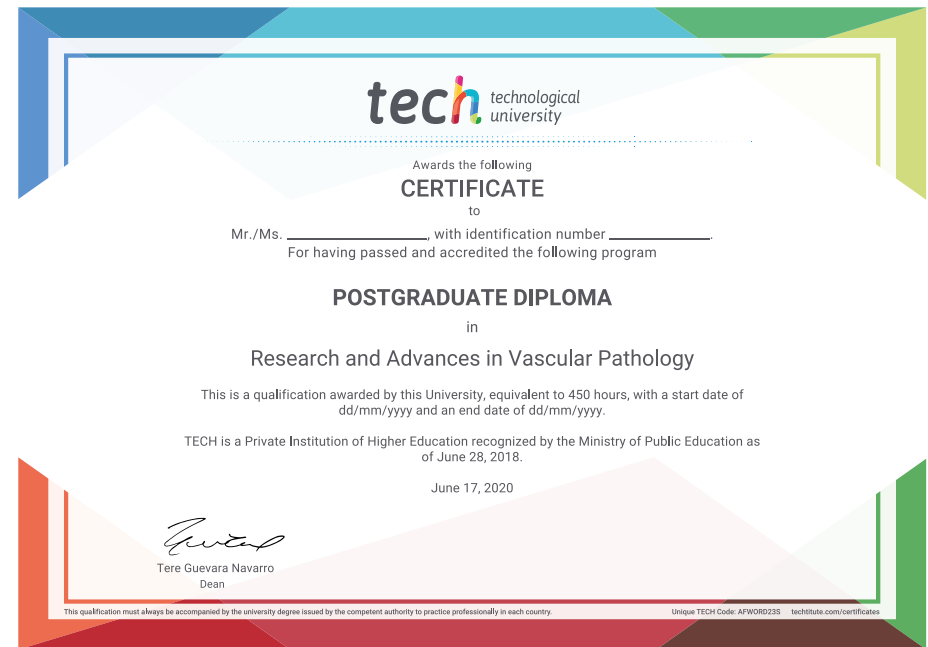 tech technological
university
Awards the following
CERTIFICATE
to
Mr./Ms. ____________________, with identification number ______________.
For having passed and accredited the following program
POSTGRADUATE DIPLOMA
in
Research and Advances in Vascular Pathology
This is a qualification awarded by this University, equivalent to 450 hours, with a start date of
dd/mm/yyyy and an end date of dd/mm/yyyy.
TECH is a Private Institution of Higher Education recognized by the Ministry of Public Education as
of June 28, 2018.
June 17, 2020
Tere Guevara Navarro
Dean
This qualification must always be accompanied by the university degree issued by the competent authority to practice professionally in each country. Unique TECH Code: AFWORD23S techtitute.com/certificates